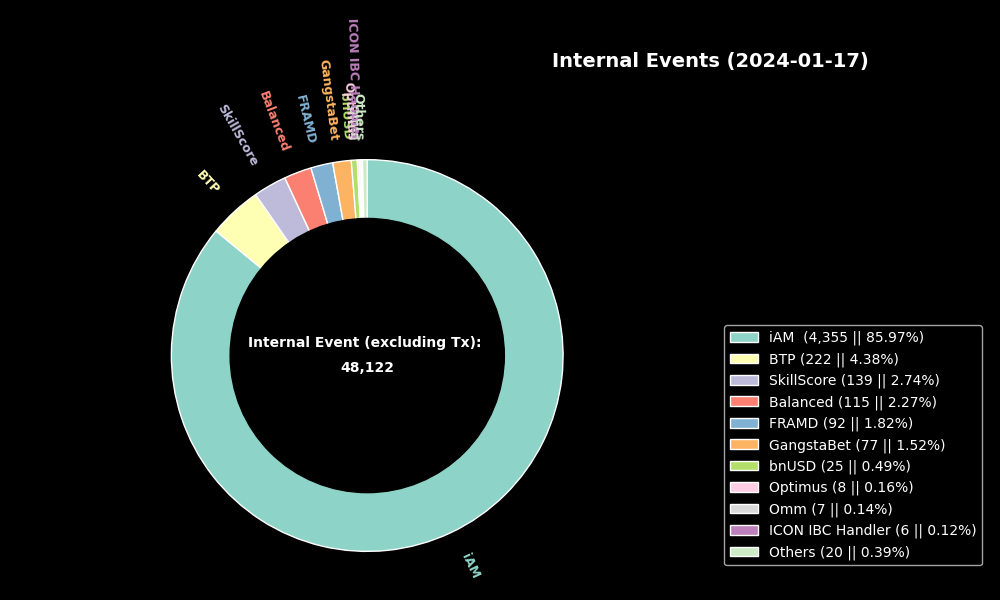 Internal Events (2024-01-17)
ICON IBC Handler
Optimus
Omm
Others
bnUSD
GangstaBet
FRAMD
Balanced
SkillScore
BTP
Internal Event (excluding Tx):
48,122
iAM
iAM  (4,355 || 85.97%)
BTP (222 || 4.38%)
SkillScore (139 || 2.74%)
Balanced (115 || 2.27%)
FRAMD (92 || 1.82%)
GangstaBet (77 || 1.52%)
bnUSD (25 || 0.49%)
Optimus (8 || 0.16%)
Omm (7 || 0.14%)
ICON IBC Handler (6 || 0.12%)
Others (20 || 0.39%)